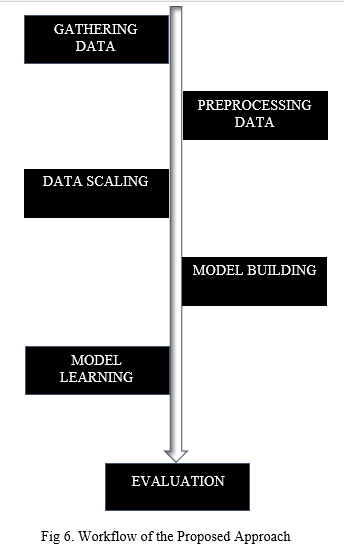 GATHERING
DATA
PREPROCESSING
DATA
DATA SCALING
MODEL BUILDING
MODEL
LEARNING
EVALUATION
Fig 6. Workflow of the Proposed Approach